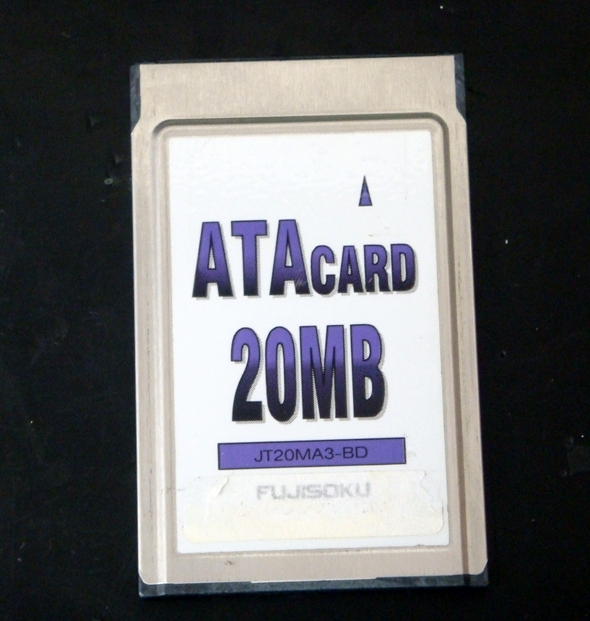 ATACARD
20MB
JT20MA3-BD
FUJISOKU